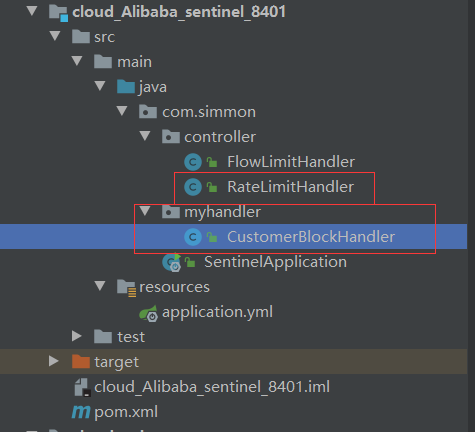 cloud_Alibaba_sentinel_8401
src
main
java
com.simmon
controller
FlowLimitHandler
RateLimitHandler
myhandler
CustomerBlockHandler
SentinelApplication
resources
application.yml
test
target
cloud_Alibaba_sentinel_8401.iml
pom.xml